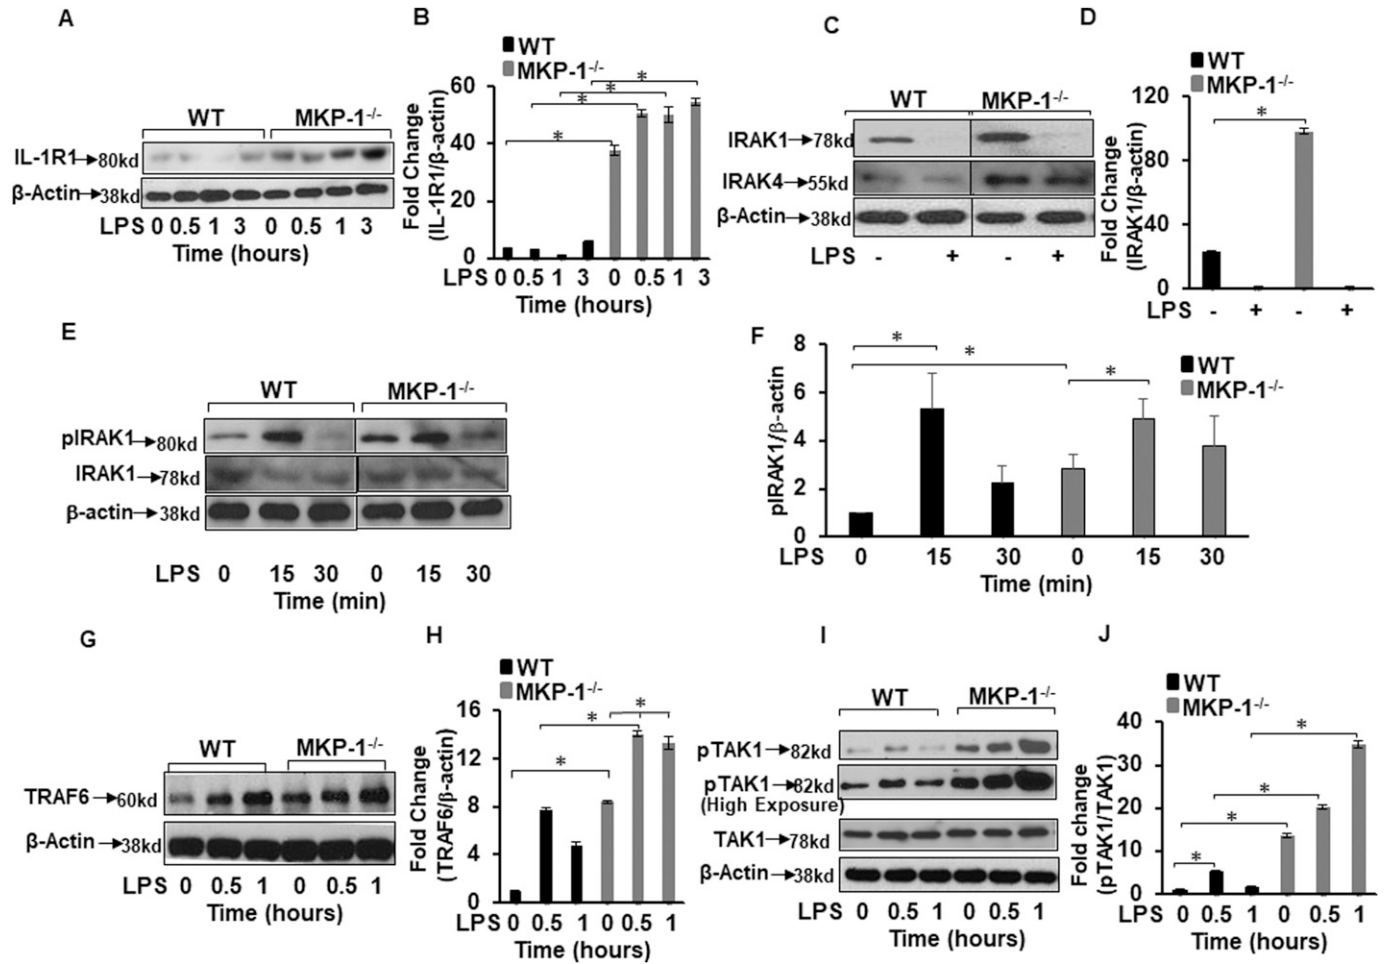 A
WT MKP-1-/-
IL-1R1 80kd
β-Actin 38kd
LPS 0 0.5 1 3 0 0.5 1 3
Time (hours)
B
WT
MKP-1-/-
Fold Change
(IL-1R1/β-actin)
60
40
20
0
* * * *
LPS 0 0.5 1 3 0 0.5 1 3
Time (hours)
C
WT MKP-1-/-
IRAK1 78kd
IRAK4 55kd
β-Actin 38kd
LPS - + - +
D
WT
MKP-1-/-
Fold Change
(IRAK1/β-actin)
120
80
40
0
*
LPS - + - +
E
WT MKP-1-/-
pIRAK1 80kd
IRAK1 78kd
β-actin 38kd
LPS 0 15 30 0 15 30
Time (min)
F
WT
MKP-1-/-
pIRAK1/β-actin
8
6
4
2
0
* * *
LPS 0 15 30 0 15 30
Time (min)
G
WT MKP-1-/-
TRAF6 60kd
β-Actin 38kd
LPS 0 0.5 1 0 0.5 1
Time (hours)
H
WT
MKP-1-/-
Fold Change
(TRAF6/β-actin)
16
12
8
4
0
* * *
LPS 0 0.5 1 0 0.5 1
Time (hours)
I
WT MKP-1-/-
pTAK1 82kd
pTAK1 82kd
(High Exposure)
TAK1 78kd
β-Actin 38kd
LPS 0 0.5 1 0 0.5 1
Time (hours)
J
WT
MKP-1-/-
Fold change
(pTAK1/TAK1)
40
30
20
10
0
* * * *
LPS 0 0.5 1 0 0.5 1
Time (hours)